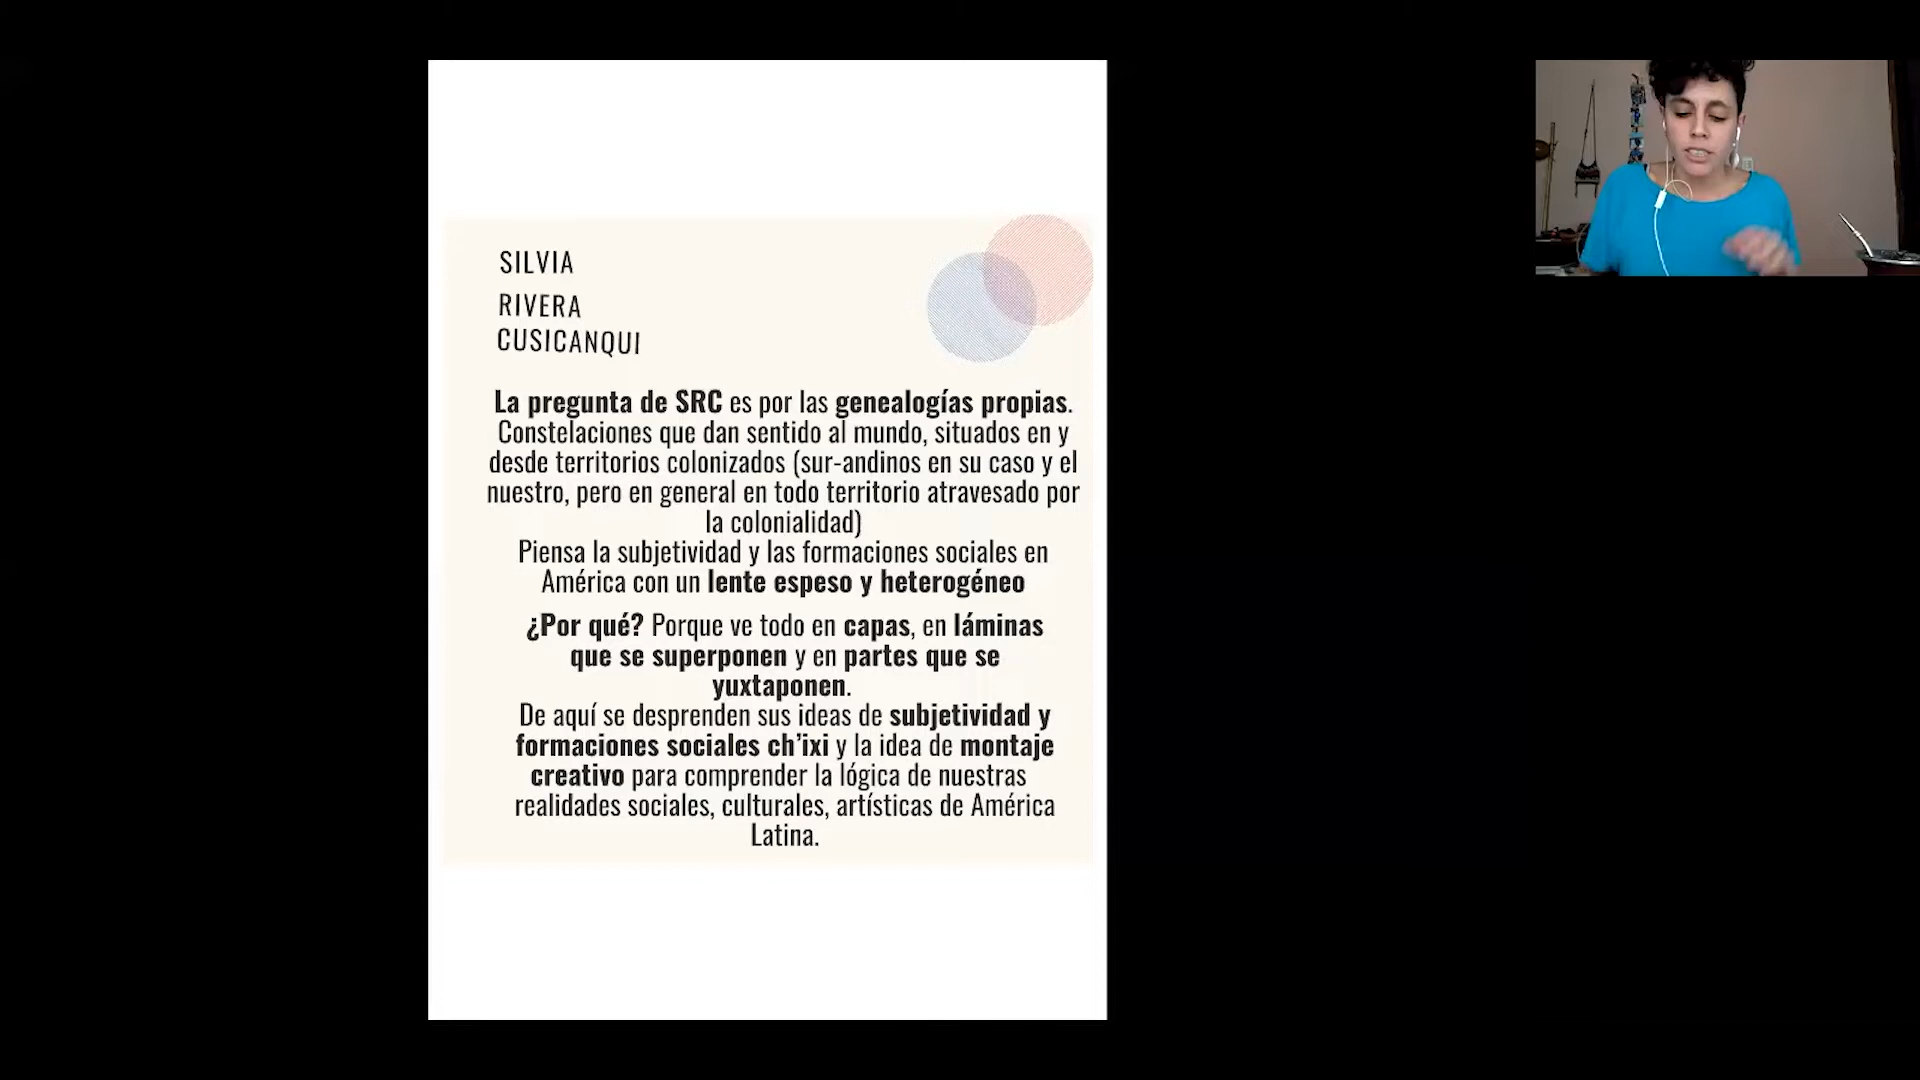 SILVIA
RIVERA
CUSICANQUI
La pregunta de SRC es por las genealogías propias.
Constelaciones que dan sentido al mundo, situados en y
desde territorios colonizados (sur-andinos en su caso y el
nuestro, pero en general en todo territorio atravesado por
la colonialidad)
Piensa la subjetividad y las formaciones sociales en
América con un lente espeso y heterogéneo
¿Por qué? Porque ve todo en capas, en láminas
que se superponen y en partes que se
yuxtaponen.
De aquí se desprenden sus ideas de subjetividad y
formaciones sociales ch'ixi y la idea de montaje
creativo para comprender la lógica de nuestras
realidades sociales, culturales, artísticas de América
Latina.